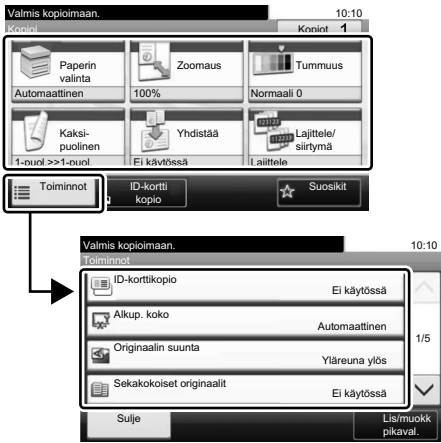 Valmis kopioimaan. 10:10
Kopioi Kopiot 1
Paperin valinta
Zoomaus
Tummuus
Automaattinen 100% Normaali 0
Kaksi-puolinen
Yhdistää
Lajittele/siirtymä
1-puol.>>1-puol. Ei käytössä Lajittele
Toiminnot
ID-kortti kopio
Suosikit
Valmis kopioimaan. 10:10
Toiminnot
ID-korttikopio
Ei käytössä
Alkup. koko
Automaattinen
1/5
Originaalin suunta
Yläreuna ylös
Sekakokoiset originaalit
Ei käytössä
Sulje
Lis/muokk
pikaval.